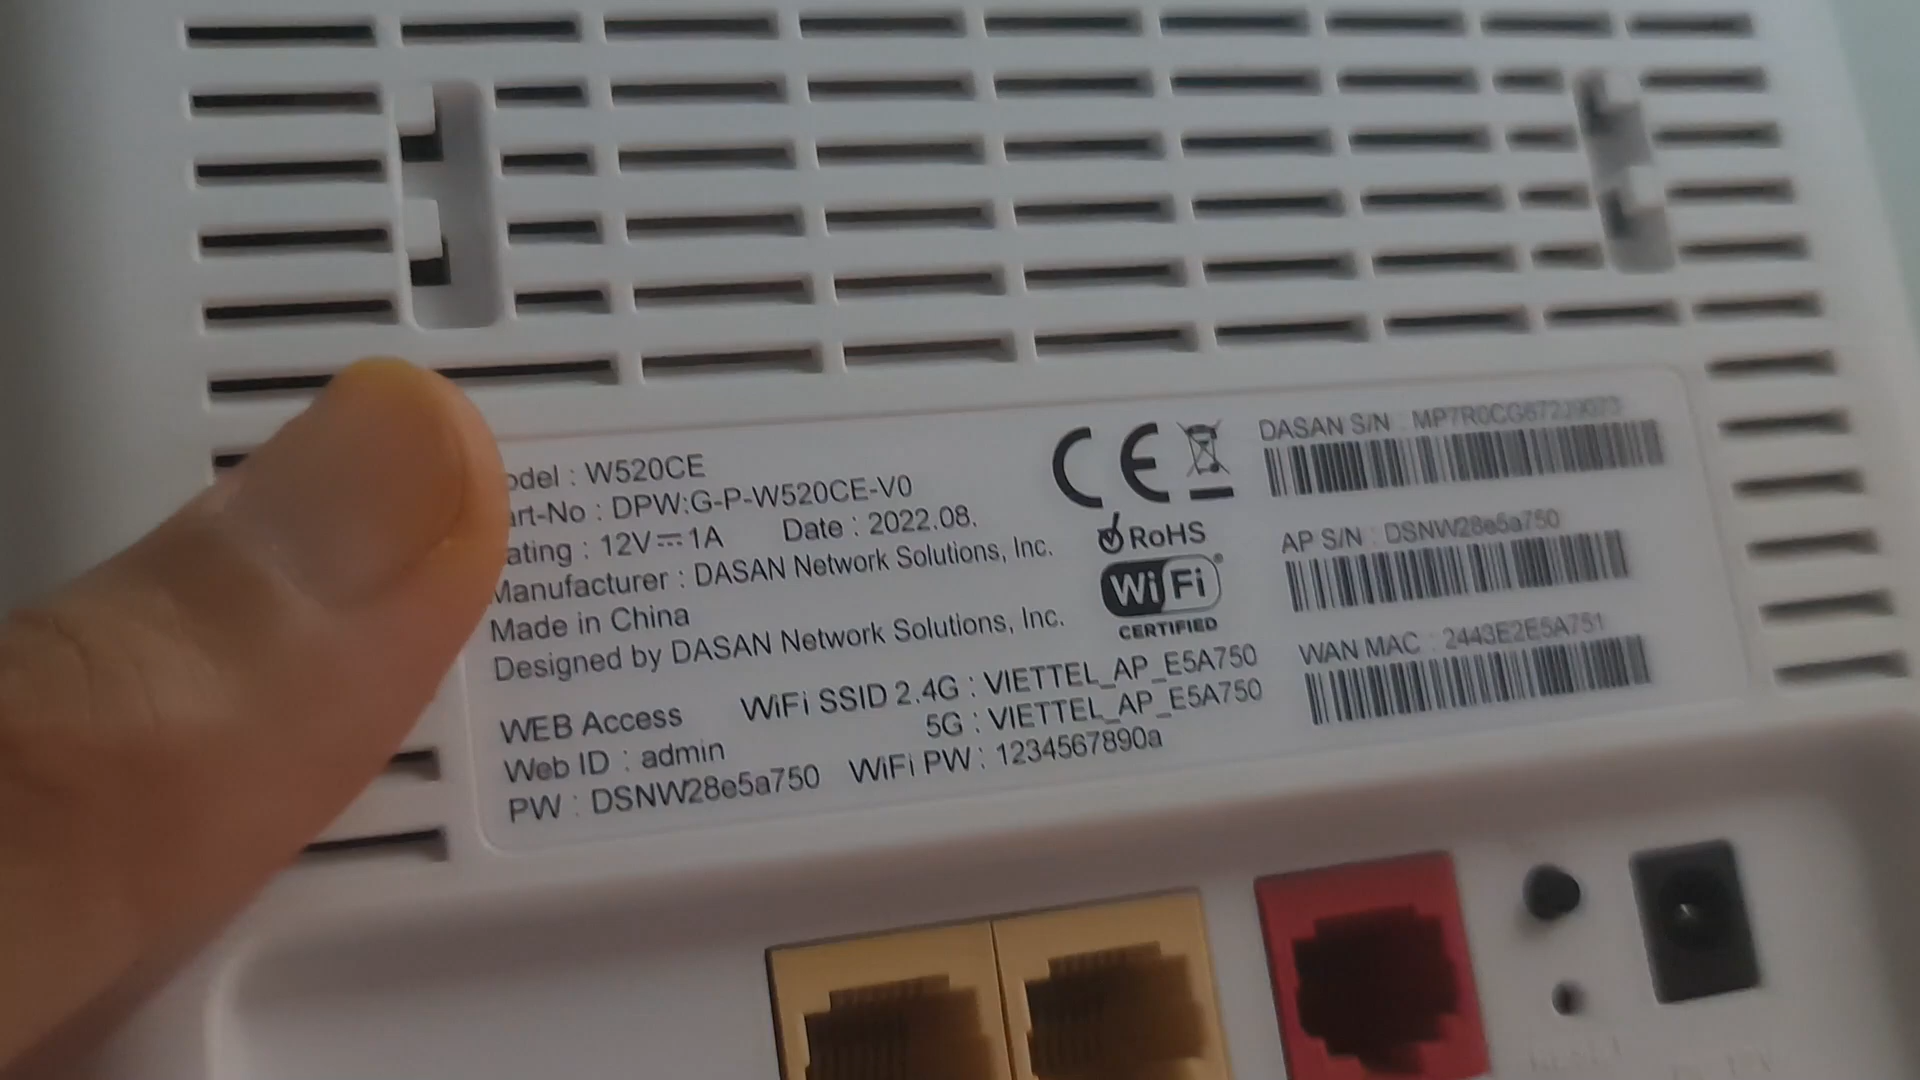 odel : W520CE
art-No : DPW:G-P-W520CE-V0
ating : 12V⎓1A Date : 2022.08.
Manufacturer : DASAN Network Solutions, Inc.
Made in China
Designed by DASAN Network Solutions, Inc.
CE
RoHS
WiFi®
CERTIFIED
WEB Access
Web ID : admin
PW : DSNW28e5a750
WiFi SSID 2.4G : VIETTEL_AP_E5A750
5G : VIETTEL_AP_E5A750
WiFi PW : 1234567890a
DASAN S/N :
AP S/N : DSNW28e5a750
WAN MAC : 2443E2E5A751